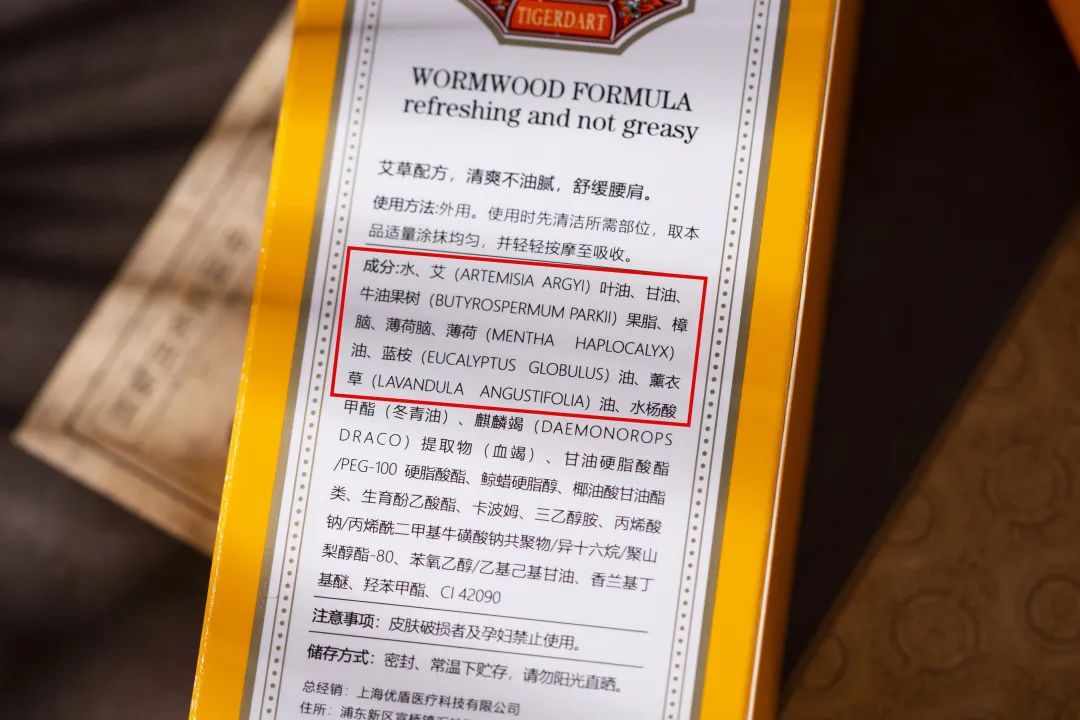 TIGERDART
WORMWOOD FORMULA
refreshing and not greasy
艾草配方，清爽不油腻，舒缓腰肩。
使用方法:外用。使用时先清洁所需部位，取本
品适量涂抹均匀，并轻轻按摩至吸收。
成分:水、艾（ARTEMISIA ARGYI）叶油、甘油、
牛油果树（BUTYROSPERMUM PARKII）果脂、樟
脑、薄荷脑、薄荷（MENTHA HAPLOCALYX）
油、蓝桉（EUCALYPTUS GLOBULUS）油、薰衣
草（LAVANDULA ANGUSTIFOLIA）油、水杨酸
甲酯（冬青油）、麒麟竭（DAEMONOROPS
DRACO）提取物（血竭）、甘油硬脂酸酯
/PEG-100 硬脂酸酯、鲸蜡硬脂醇、椰油酸甘油酯
类、生育酚乙酸酯、卡波姆、三乙醇胺、丙烯酸
钠/丙烯酰二甲基牛磺酸钠共聚物/异十六烷/聚山
梨醇酯-80、苯氧乙醇/乙基己基甘油、香兰基丁
基醚、羟苯甲酯、CI 42090
注意事项：皮肤破损者及孕妇禁止使用。
储存方式：密封、常温下贮存，请勿阳光直晒。
总经销：上海优盾医疗科技有限公司
住所：浦东新区宣桥镇